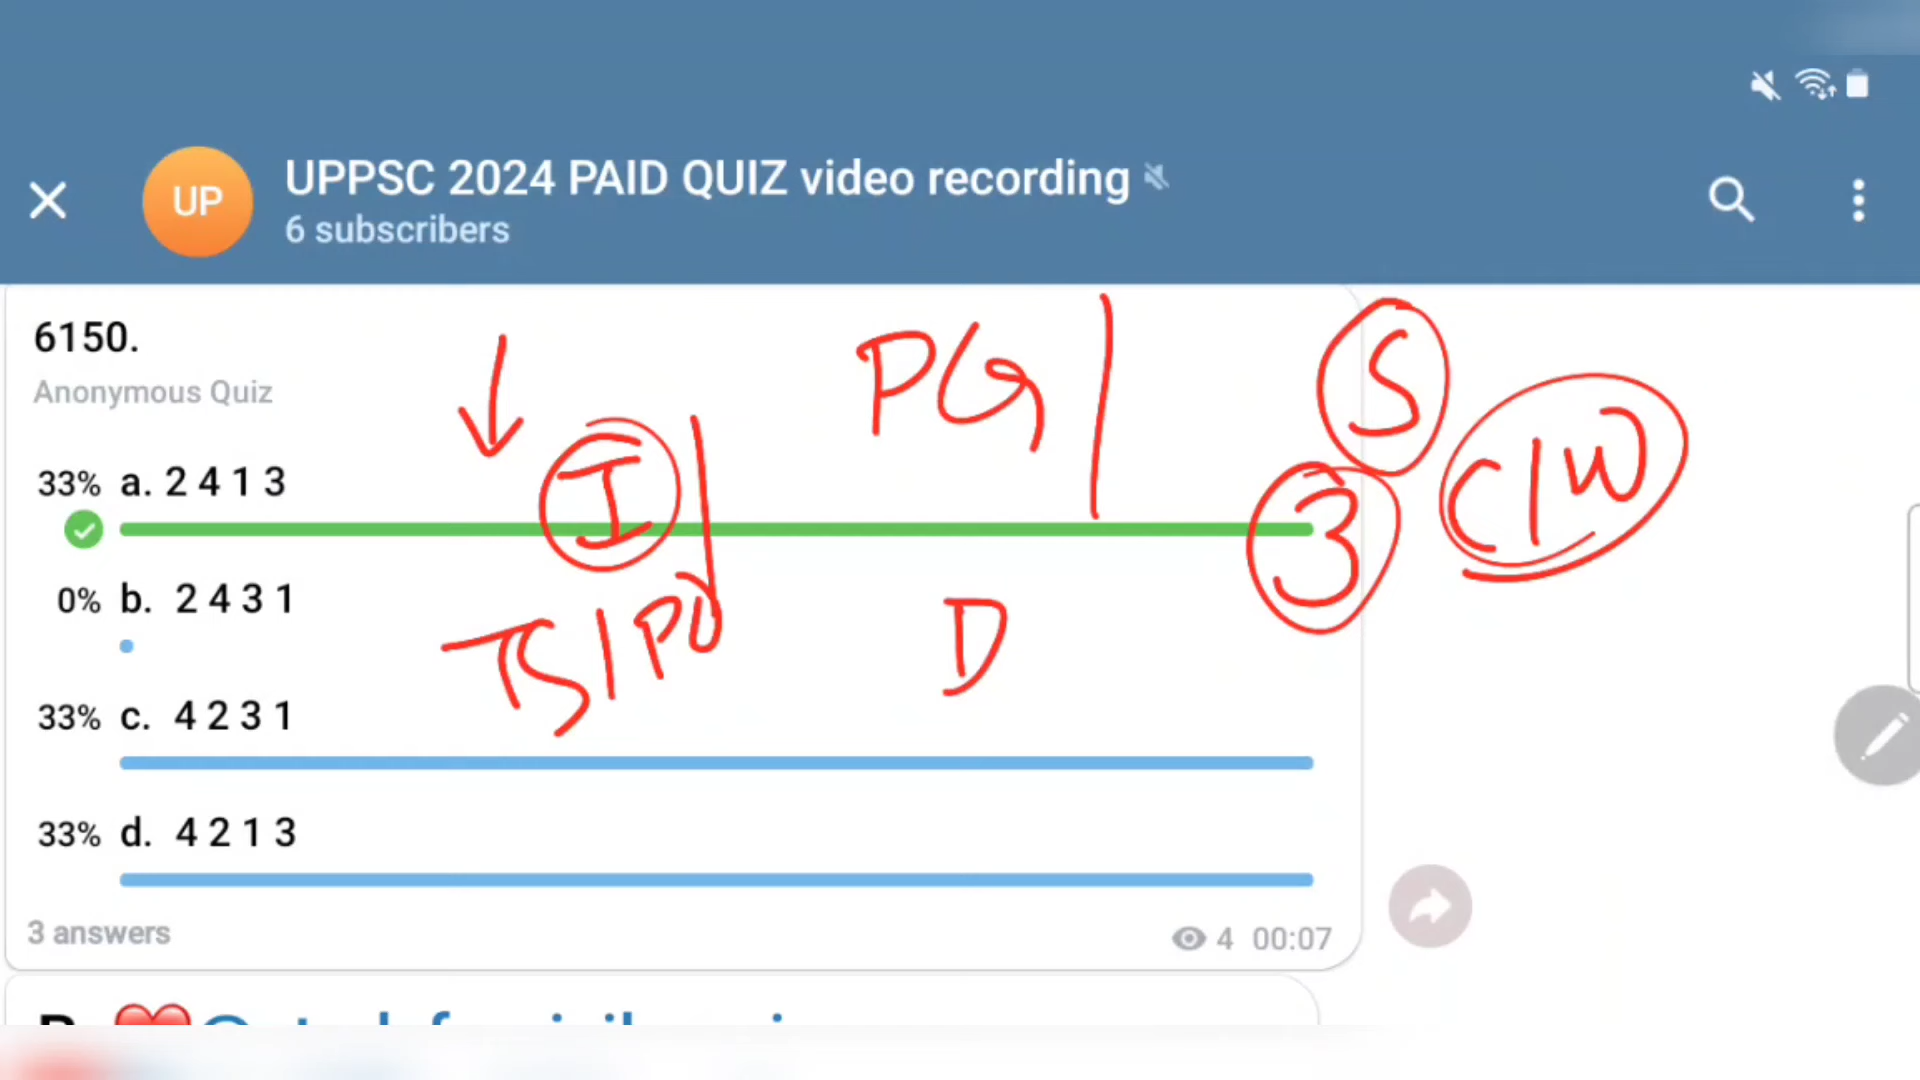 UPPSC 2024 PAID QUIZ video recording
UP
6 subscribers
6150.
Anonymous Quiz
PG
S
C/W
33% a. 2 4 1 3
I
3
0% b. 2 4 3 1
TS/PD
D
33% c. 4 2 3 1
33% d. 4 2 1 3
3 answers
4 00:07